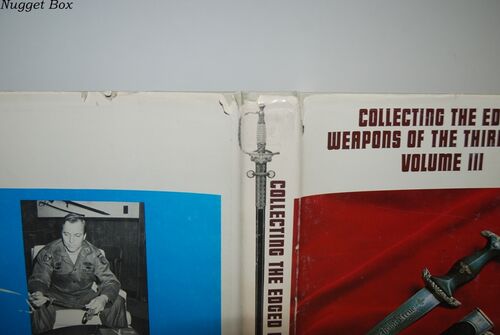 Nugget Box
COLLECTING THE ED
WEAPONS OF THE THIR
VOLUME III
COLLECTING THE EDGED